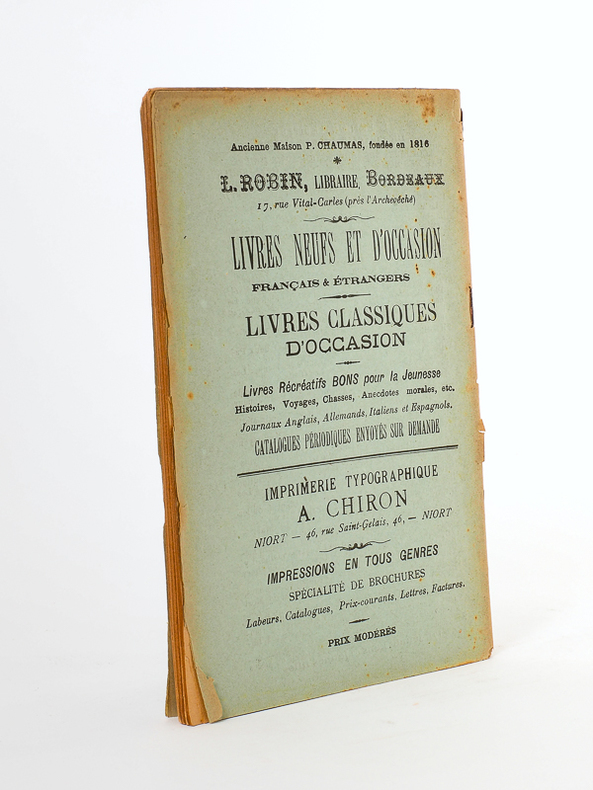 Ancienne Maison P. CHAUMAS, fondée en 1816
L. ROBIN, LIBRAIRE, BORDEAUX
17, rue Vital-Carles (près l'Archevêché)
LIVRES NEUFS ET D'OCCASION
FRANÇAIS & ÉTRANGERS
LIVRES CLASSIQUES
D'OCCASION
Livres Récréatifs BONS pour la Jeunesse
Histoires, Voyages, Chasses, Anecdotes morales, etc.
Journaux Anglais, Allemands, Italiens et Espagnols.
CATALOGUES PÉRIODIQUES ENVOYÉS SUR DEMANDE
IMPRIMERIE TYPOGRAPHIQUE
A. CHIRON
NIORT — 46, rue Saint-Gelais, 46, — NIORT
IMPRESSIONS EN TOUS GENRES
SPÉCIALITÉ DE BROCHURES
Labeurs, Catalogues, Prix-courants, Lettres, Factures.
PRIX MODÉRÉS